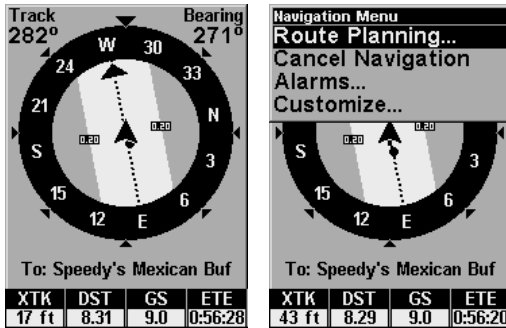 Track Bearing
282º 271º
W 30
24 33
21 N
0.20 0.20
S 3
15 6
12 E
To: Speedy's Mexican Buf
XTK DST GS ETE
17 ft 8.31 9.0 0:56:28
Navigation Menu
Route Planning...
Cancel Navigation
Alarms...
Customize...
0.20 0.20
S 3
15 6
12 E
To: Speedy's Mexican Buf
XTK DST GS ETE
43 ft 8.29 9.0 0:56:20